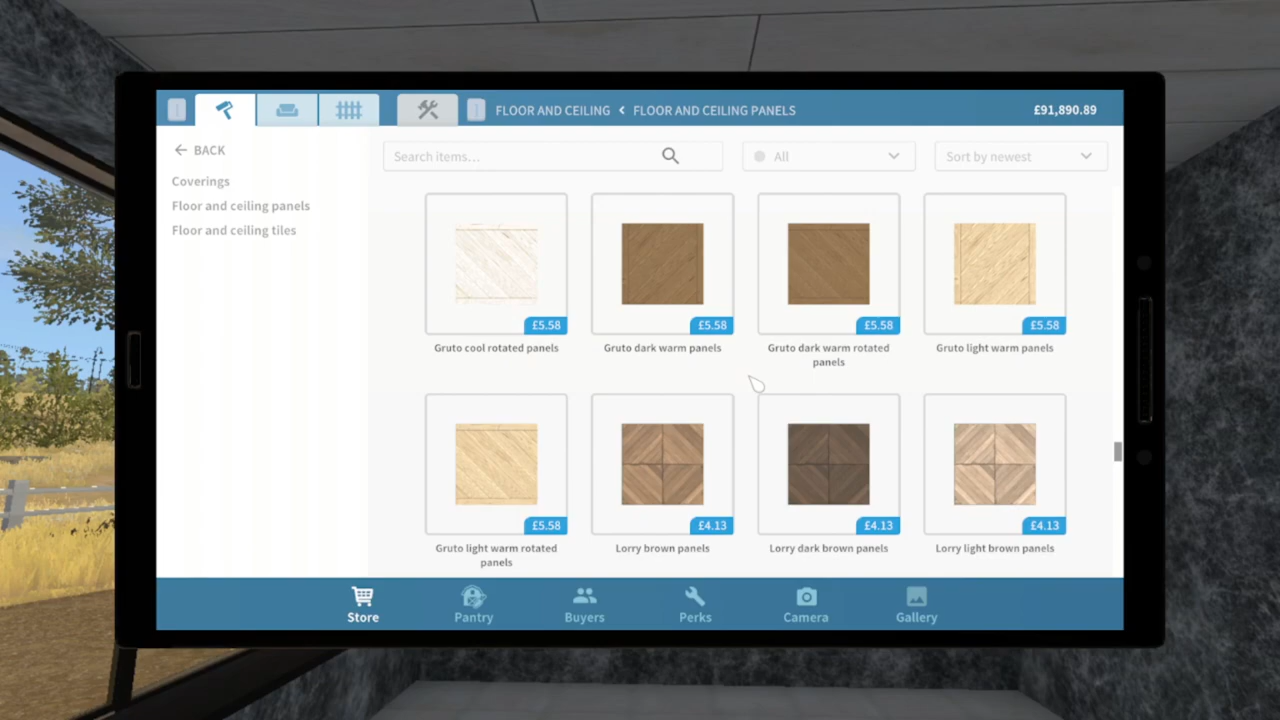 FLOOR AND CEILING < FLOOR AND CEILING PANELS
£91,890.89
BACK
Coverings
Floor and ceiling panels
Floor and ceiling tiles
Search items...
All
Sort by newest
£5.58
£5.58
£5.58
£5.58
Gruto cool rotated panels
Gruto dark warm panels
Gruto dark warm rotated
panels
Gruto light warm panels
£5.58
£4.13
£4.13
£4.13
Gruto light warm rotated
panels
Lorry brown panels
Lorry dark brown panels
Lorry light brown panels
Store
Pantry
Buyers
Perks
Camera
Gallery